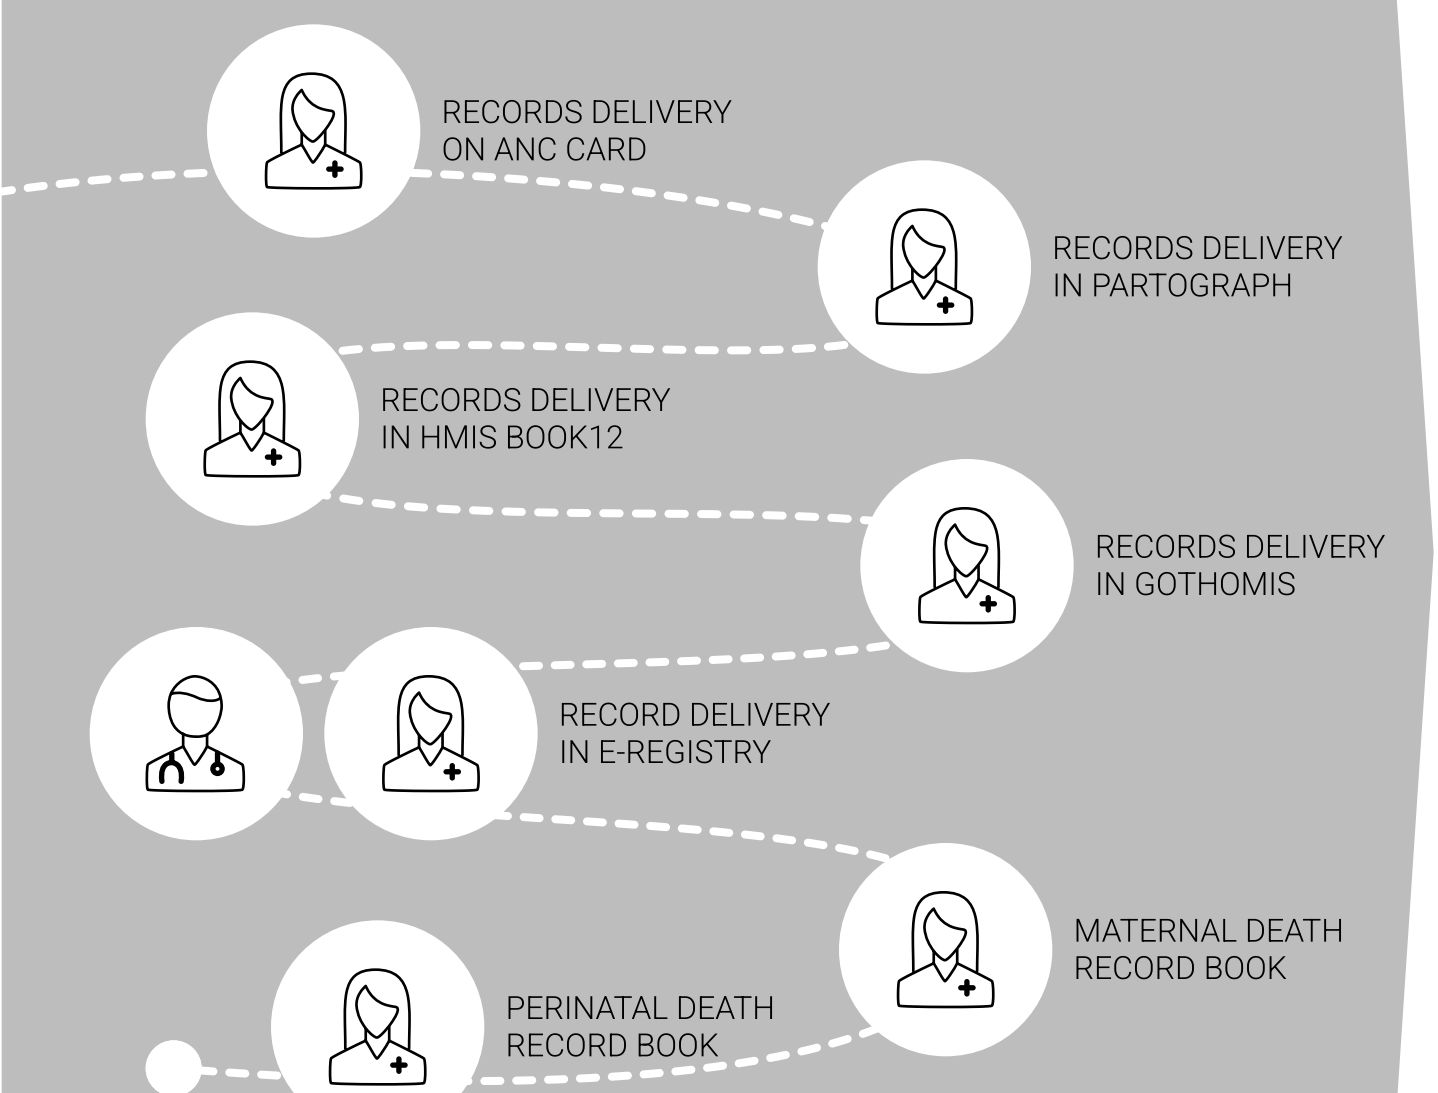 RECORDS DELIVERY
ON ANC CARD
RECORDS DELIVERY
IN PARTOGRAPH
RECORDS DELIVERY
IN HMIS BOOK12
RECORDS DELIVERY
IN GOTHOMIS
RECORD DELIVERY
IN E-REGISTRY
MATERNAL DEATH
RECORD BOOK
PERINATAL DEATH
RECORD BOOK